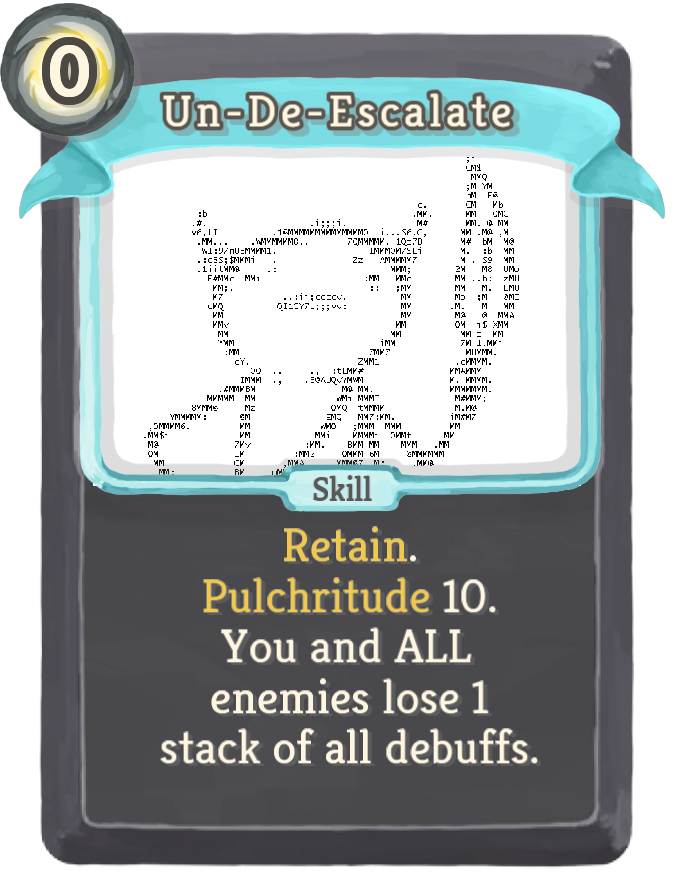 0
Un-De-Escalate
Skill
Retain.
Pulchritude 10.
You and ALL
enemies lose 1
stack of all debuffs.